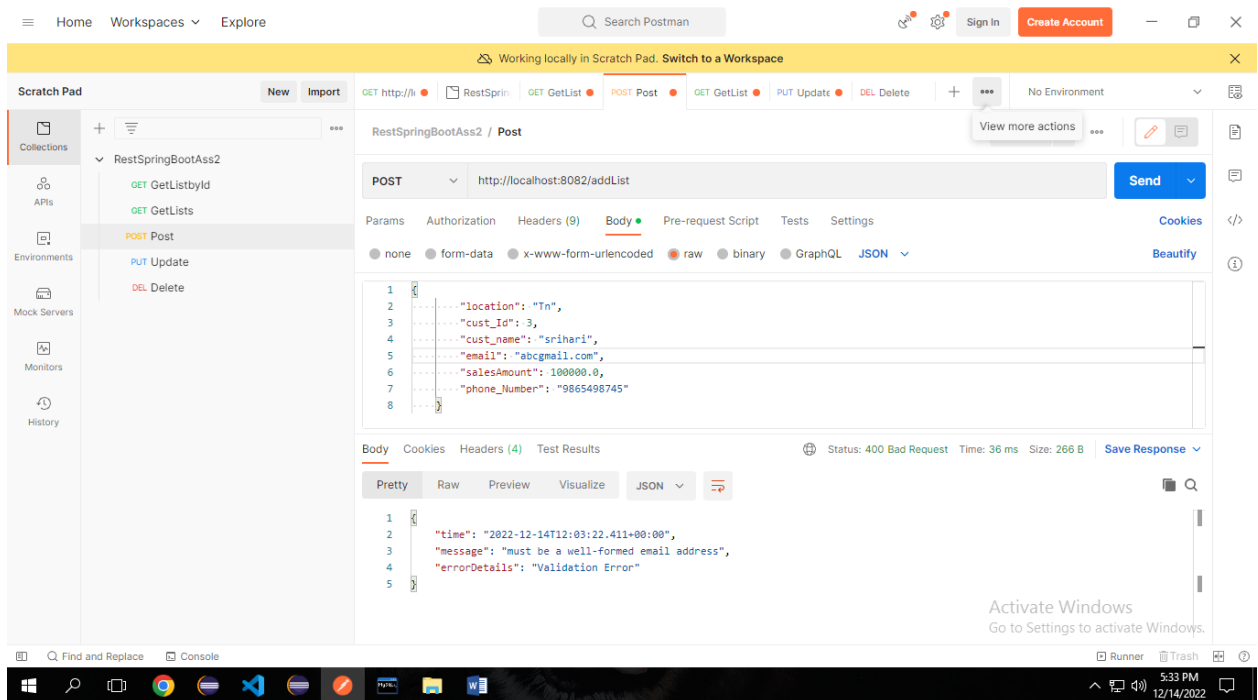 Home Workspaces Explore Search Postman Sign In Create Account
Working locally in Scratch Pad. Switch to a Workspace
Scratch Pad New Import GET http://l RestSprin GET GetList POST Post GET GetList PUT Update DEL Delete No Environment
View more actions
RestSpringBootAss2 / Post
Collections
APIs
Environments
Mock Servers
Monitors
History
RestSpringBootAss2
GET GetListbyId
GET GetLists
POST Post
PUT Update
DEL Delete
POST http://localhost:8082/addList Send
Params Authorization Headers (9) Body Pre-request Script Tests Settings Cookies
none form-data x-www-form-urlencoded raw binary GraphQL JSON Beautify
1 {
2 "location": "Tn",
3 "cust_Id": 3,
4 "cust_name": "srihari",
5 "email": "abcgmail.com",
6 "salesAmount": 100000.0,
7 "phone_Number": "9865498745"
8 }
Body Cookies Headers (4) Test Results Status: 400 Bad Request Time: 36 ms Size: 266 B Save Response
Pretty Raw Preview Visualize JSON
1 {
2 "time": "2022-12-14T12:03:22.411+00:00",
3 "message": "must be a well-formed email address",
4 "errorDetails": "Validation Error"
5 }
Activate Windows
Go to Settings to activate Windows.
Find and Replace Console Runner Trash
5:33 PM
12/14/2022